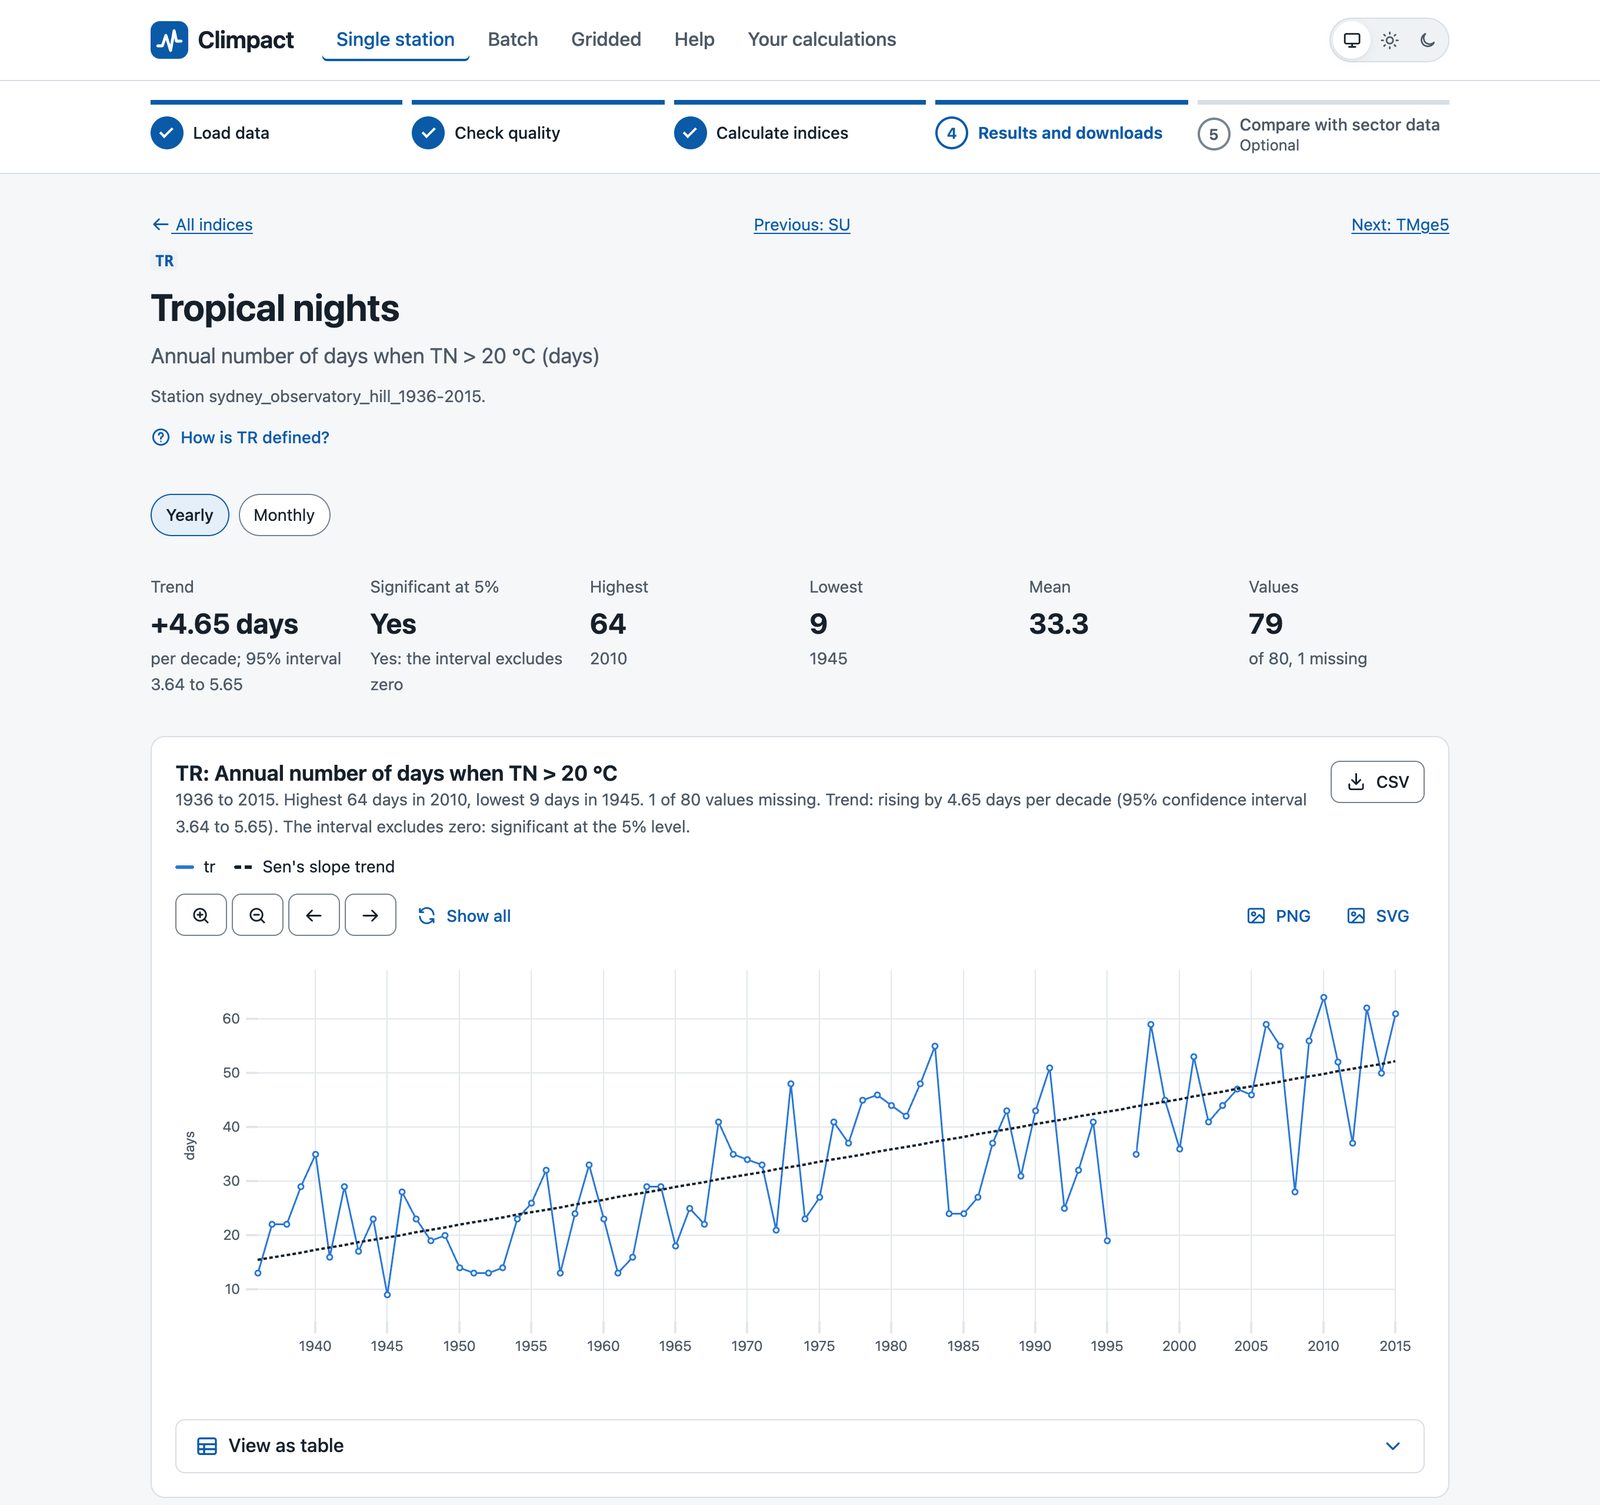 Climpact
Single station
Batch
Gridded
Help
Your calculations
Load data
Check quality
Calculate indices
4
Results and downloads
5
Compare with sector data
Optional
← All indices
Previous: SU
Next: TMge5
TR
Tropical nights
Annual number of days when TN > 20 °C (days)
Station sydney_observatory_hill_1936-2015.
How is TR defined?
Yearly
Monthly
Trend
+4.65 days
per decade; 95% interval
3.64 to 5.65
Significant at 5%
Yes
Yes: the interval excludes
zero
Highest
64
2010
Lowest
9
1945
Mean
33.3
Values
79
of 80, 1 missing
TR: Annual number of days when TN > 20 °C
1936 to 2015. Highest 64 days in 2010, lowest 9 days in 1945. 1 of 80 values missing. Trend: rising by 4.65 days per decade (95% confidence interval
3.64 to 5.65). The interval excludes zero: significant at the 5% level.
CSV
tr
Sen's slope trend
Show all
PNG
SVG
days
60
50
40
30
20
10
1940
1945
1950
1955
1960
1965
1970
1975
1980
1985
1990
1995
2000
2005
2010
2015
View as table